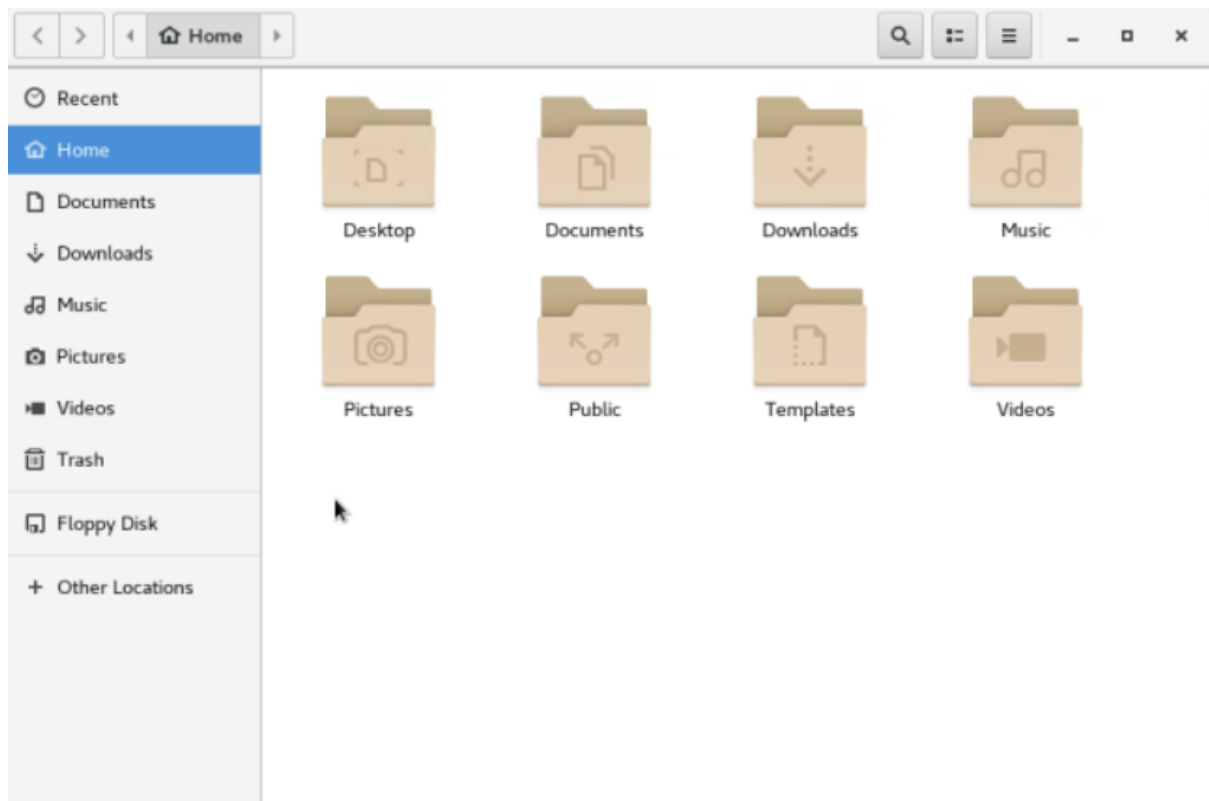 Home
Recent
Home
Documents
Downloads
Music
Pictures
Videos
Trash
Floppy Disk
+ Other Locations
Desktop Documents Downloads Music
Pictures Public Templates Videos